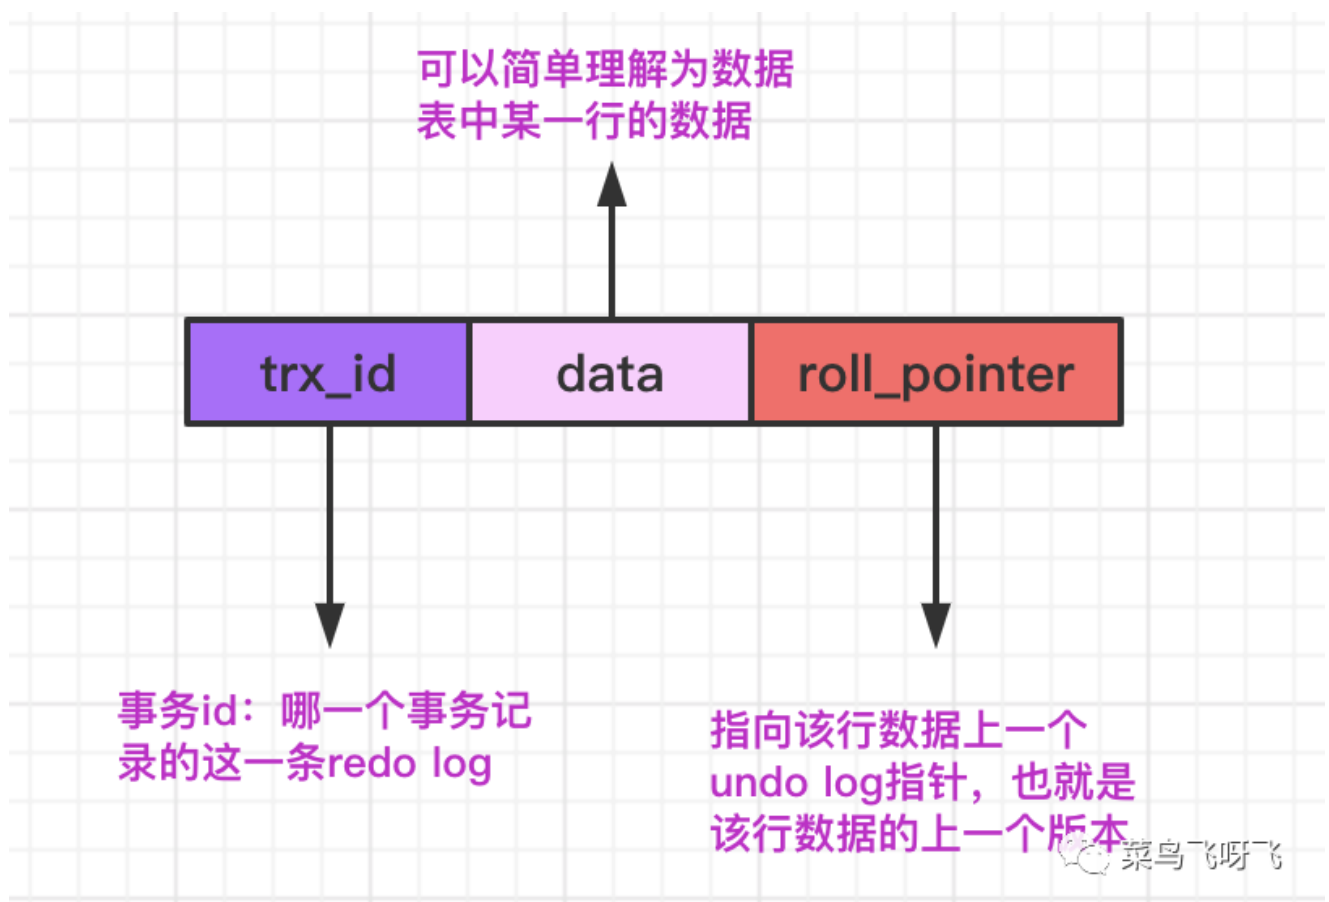 可以简单理解为数据
表中某一行的数据
trx_id
data
roll_pointer
事务id：哪一个事务记
录的这一条redo log
指向该行数据上一个
undo log指针，也就是
该行数据的上一个版本
菜鸟飞呀飞